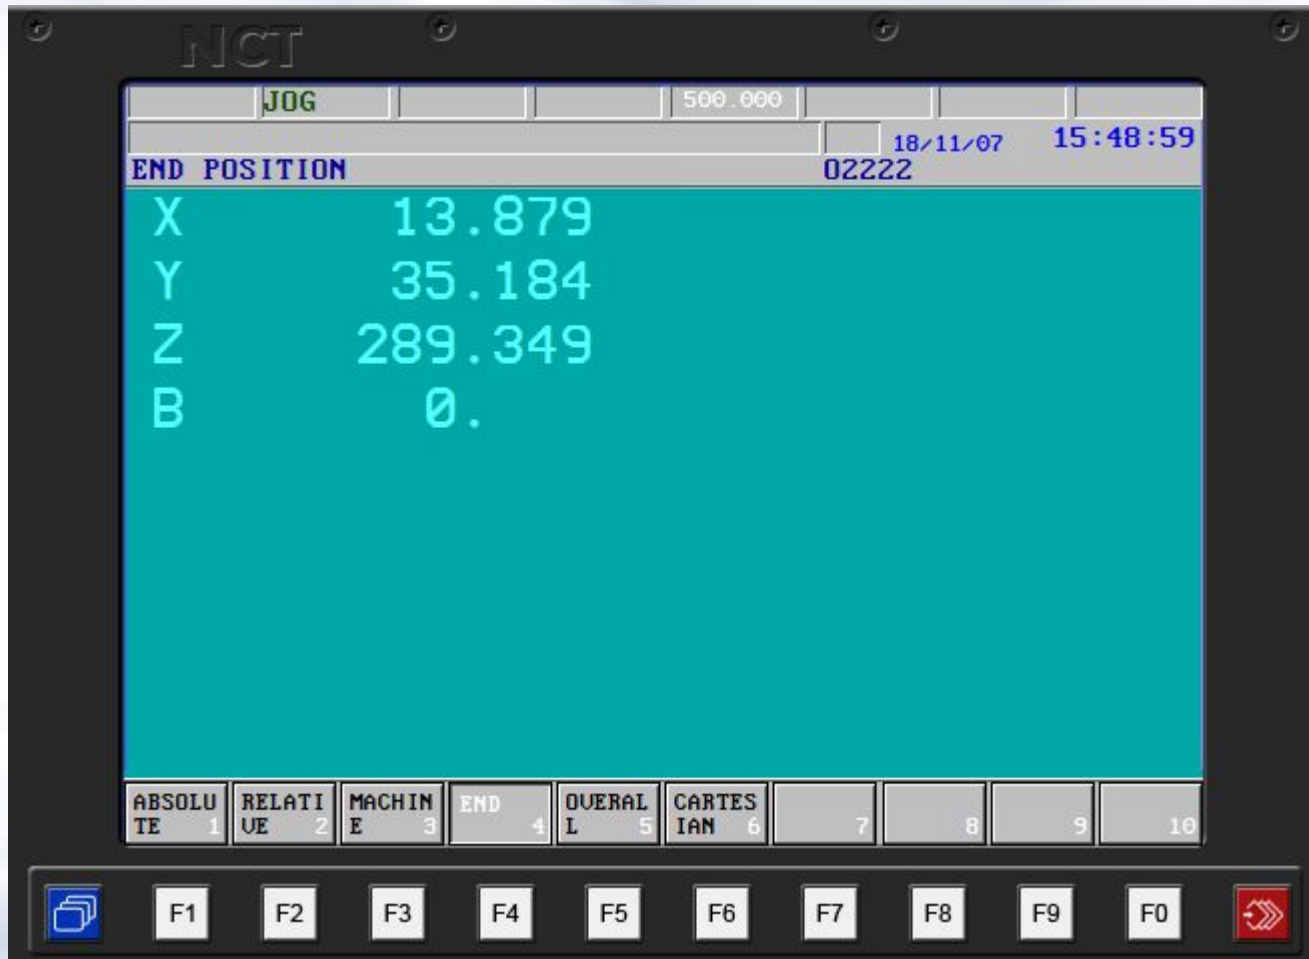 NCT
JOG 500.000
18/11/07 15:48:59
END POSITION O2222
X 13.879
Y 35.184
Z 289.349
B 0.
ABSOLU RELATI MACHIN END OVERAL CARTES
TE 1 VE 2 E 3 4 L 5 IAN 6 7 8 9 10
F1 F2 F3 F4 F5 F6 F7 F8 F9 F0